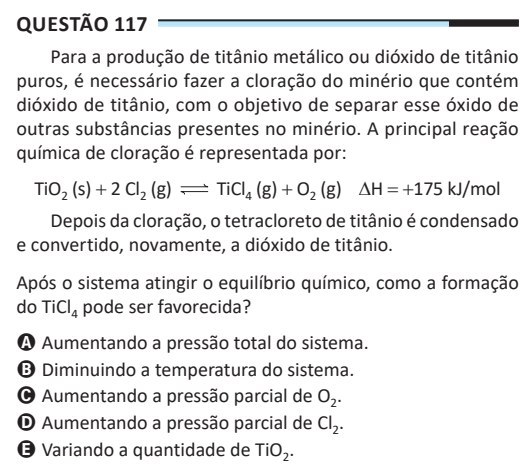 QUESTÃO 117
Para a produção de titânio metálico ou dióxido de titânio
puros, é necessário fazer a cloração do minério que contém
dióxido de titânio, com o objetivo de separar esse óxido de
outras substâncias presentes no minério. A principal reação
química de cloração é representada por:
TiO₂ (s) + 2 Cl₂ (g) ⇌ TiCl₄ (g) + O₂ (g) ΔH = +175 kJ/mol
Depois da cloração, o tetracloreto de titânio é condensado
e convertido, novamente, a dióxido de titânio.
Após o sistema atingir o equilíbrio químico, como a formação
do TiCl₄ pode ser favorecida?
A Aumentando a pressão total do sistema.
B Diminuindo a temperatura do sistema.
C Aumentando a pressão parcial de O₂.
D Aumentando a pressão parcial de Cl₂.
E Variando a quantidade de TiO₂.